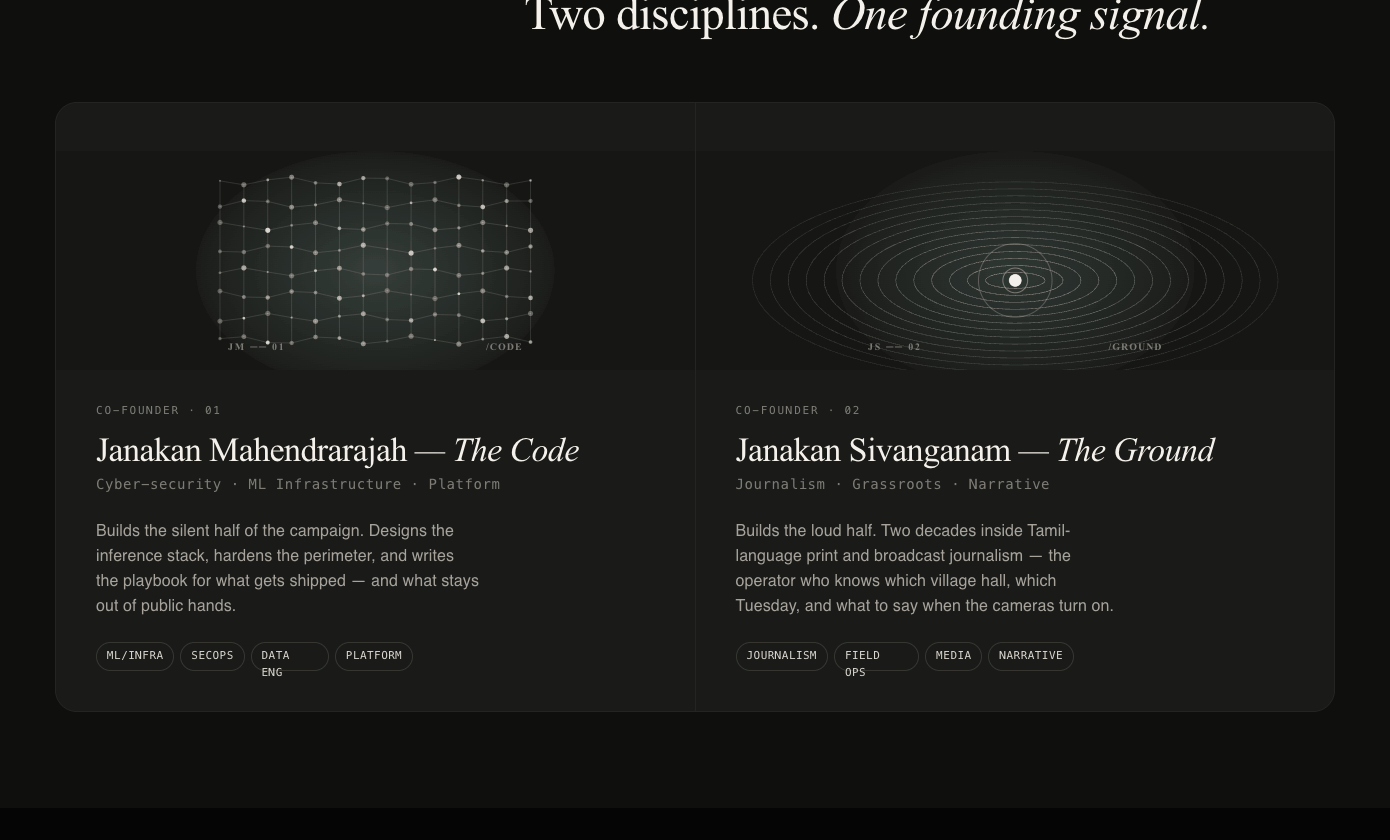 Two disciplines. One founding signal.
JM —— 01
/CODE
CO—FOUNDER · 01
Janakan Mahendrarajah — The Code
Cyber—security · ML Infrastructure · Platform
Builds the silent half of the campaign. Designs the
inference stack, hardens the perimeter, and writes
the playbook for what gets shipped — and what stays
out of public hands.
ML/INFRA
SECOPS
DATA
ENG
PLATFORM
JS —— 02
/GROUND
CO—FOUNDER · 02
Janakan Sivanganam — The Ground
Journalism · Grassroots · Narrative
Builds the loud half. Two decades inside Tamil-
language print and broadcast journalism — the
operator who knows which village hall, which
Tuesday, and what to say when the cameras turn on.
JOURNALISM
FIELD
OPS
MEDIA
NARRATIVE